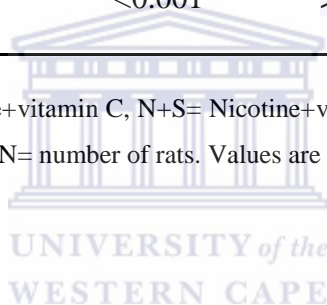 <0.001
+vitamin C, N+S= Nicotine+v
N= number of rats. Values are
UNIVERSITY of the
WESTERN CAPE